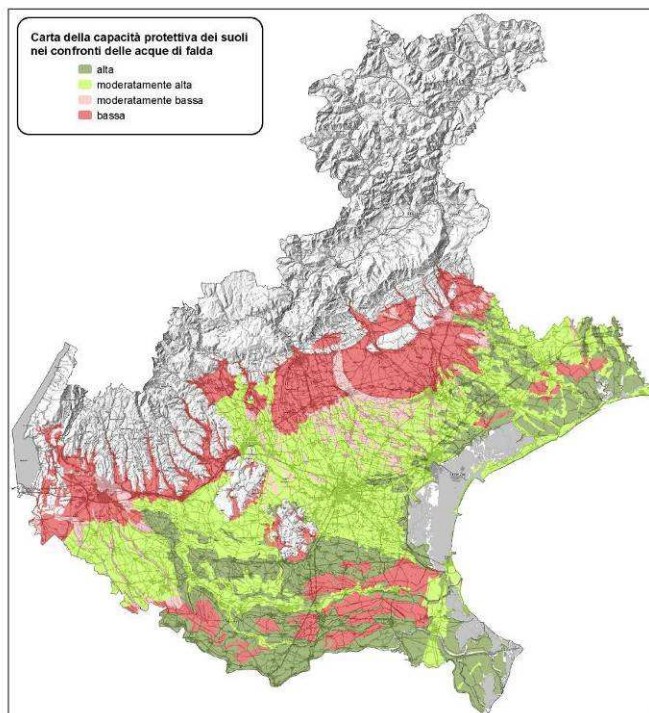 Carta della capacità protettiva dei suoli
nei confronti delle acque di falda
alta
moderatamente alta
moderatamente bassa
bassa